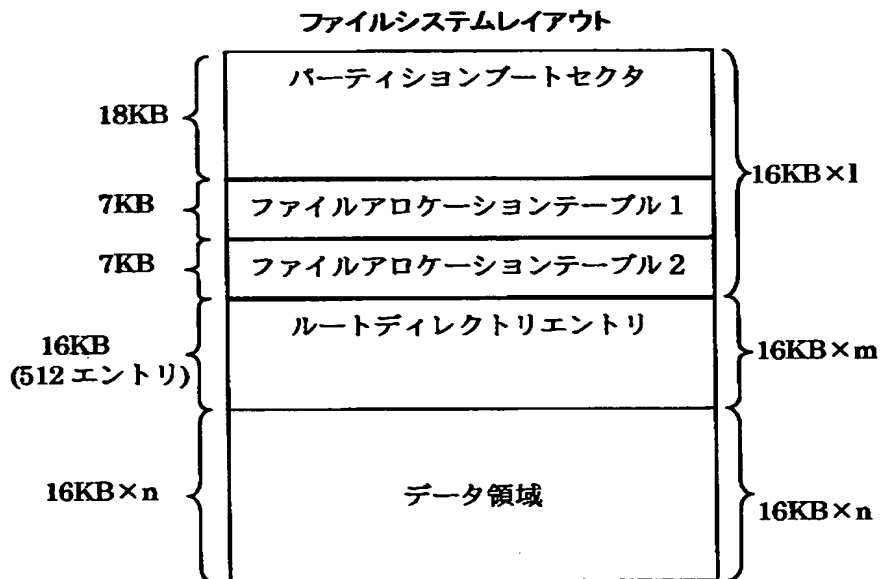 ファイルシステムレイアウト
パーティションブートセクタ
18KB
16KB×l
7KB
ファイルアロケーションテーブル1
7KB
ファイルアロケーションテーブル2
ルートディレクトリエントリ
16KB
(512エントリ)
16KB×m
16KB×n
データ領域
16KB×n